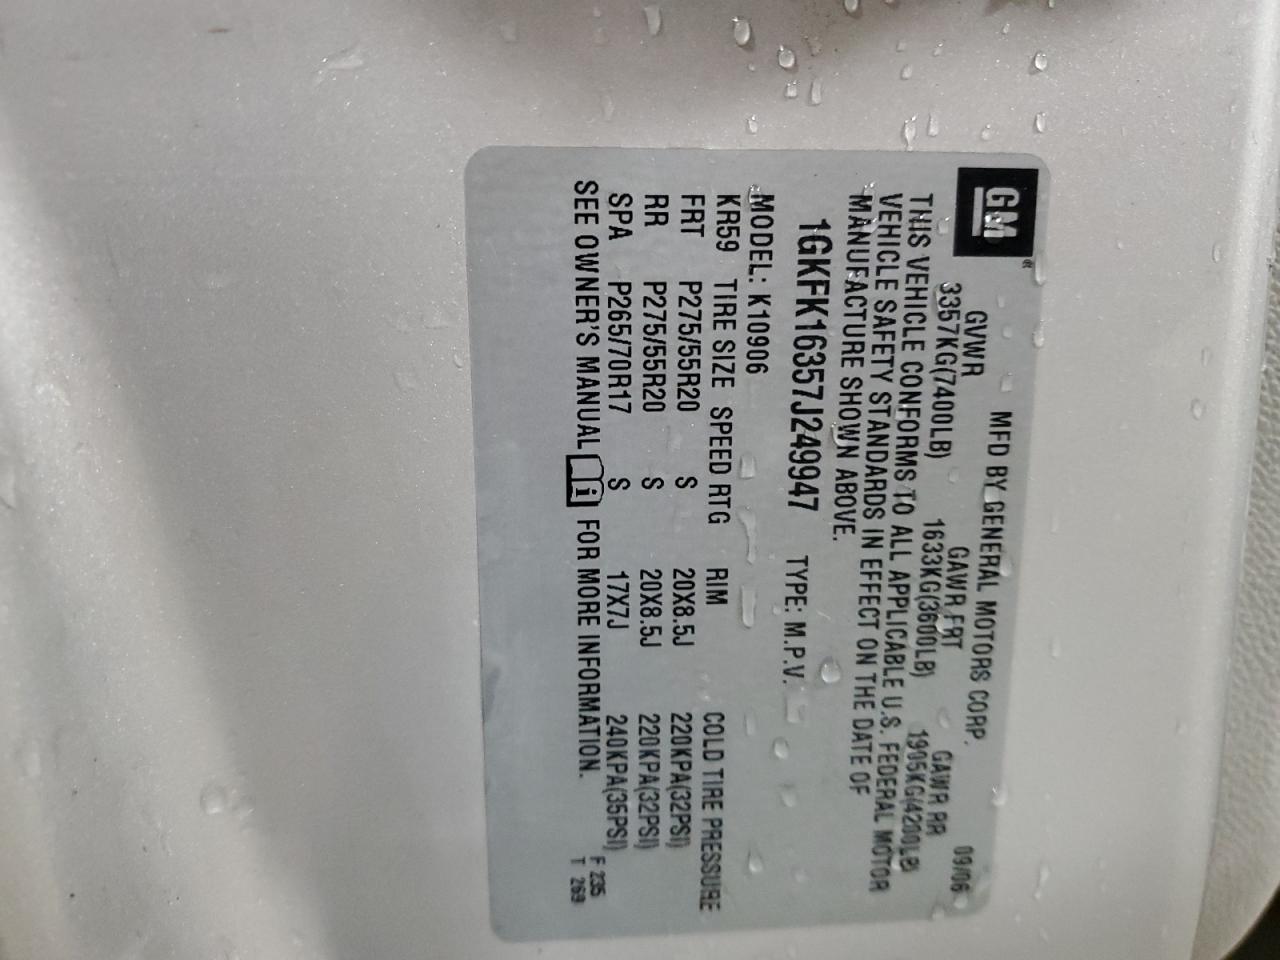 GM
MFD BY GENERAL MOTORS CORP. 09/06
GVWR GAWR FRT GAWR RR
3357KG(7400LB) 1633KG(3600LB) 1905KG(4200LB)
THIS VEHICLE CONFORMS TO ALL APPLICABLE U.S. FEDERAL MOTOR
VEHICLE SAFETY STANDARDS IN EFFECT ON THE DATE OF
MANUFACTURE SHOWN ABOVE.
1GKFK16357J249947 TYPE: M.P.V.
MODEL: K10906
KR59 TIRE SIZE SPEED RTG RIM COLD TIRE PRESSURE
FRT P275/55R20 S 20X8.5J 220KPA(32PSI)
RR P275/55R20 S 20X8.5J 220KPA(32PSI)
SPA P265/70R17 S 17X7J 240KPA(35PSI)
SEE OWNER'S MANUAL i FOR MORE INFORMATION.
F 235
T 269